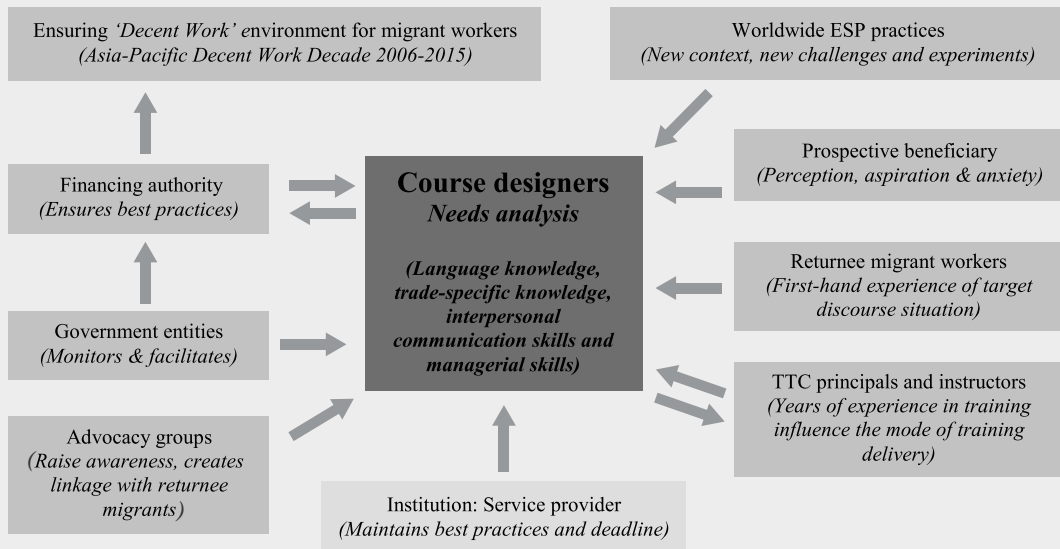 Ensuring ‘Decent Work’ environment for migrant workers
(Asia-Pacific Decent Work Decade 2006-2015)
Worldwide ESP practices
(New context, new challenges and experiments)
Financing authority
(Ensures best practices)
Course designers
Needs analysis
(Language knowledge,
trade-specific knowledge,
interpersonal
communication skills and
managerial skills)
Prospective beneficiary
(Perception, aspiration & anxiety)
Returnee migrant workers
(First-hand experience of target
discourse situation)
Government entities
(Monitors & facilitates)
TTC principals and instructors
(Years of experience in training
influence the mode of training
delivery)
Advocacy groups
(Raise awareness, creates
linkage with returnee
migrants)
Institution: Service provider
(Maintains best practices and deadline)